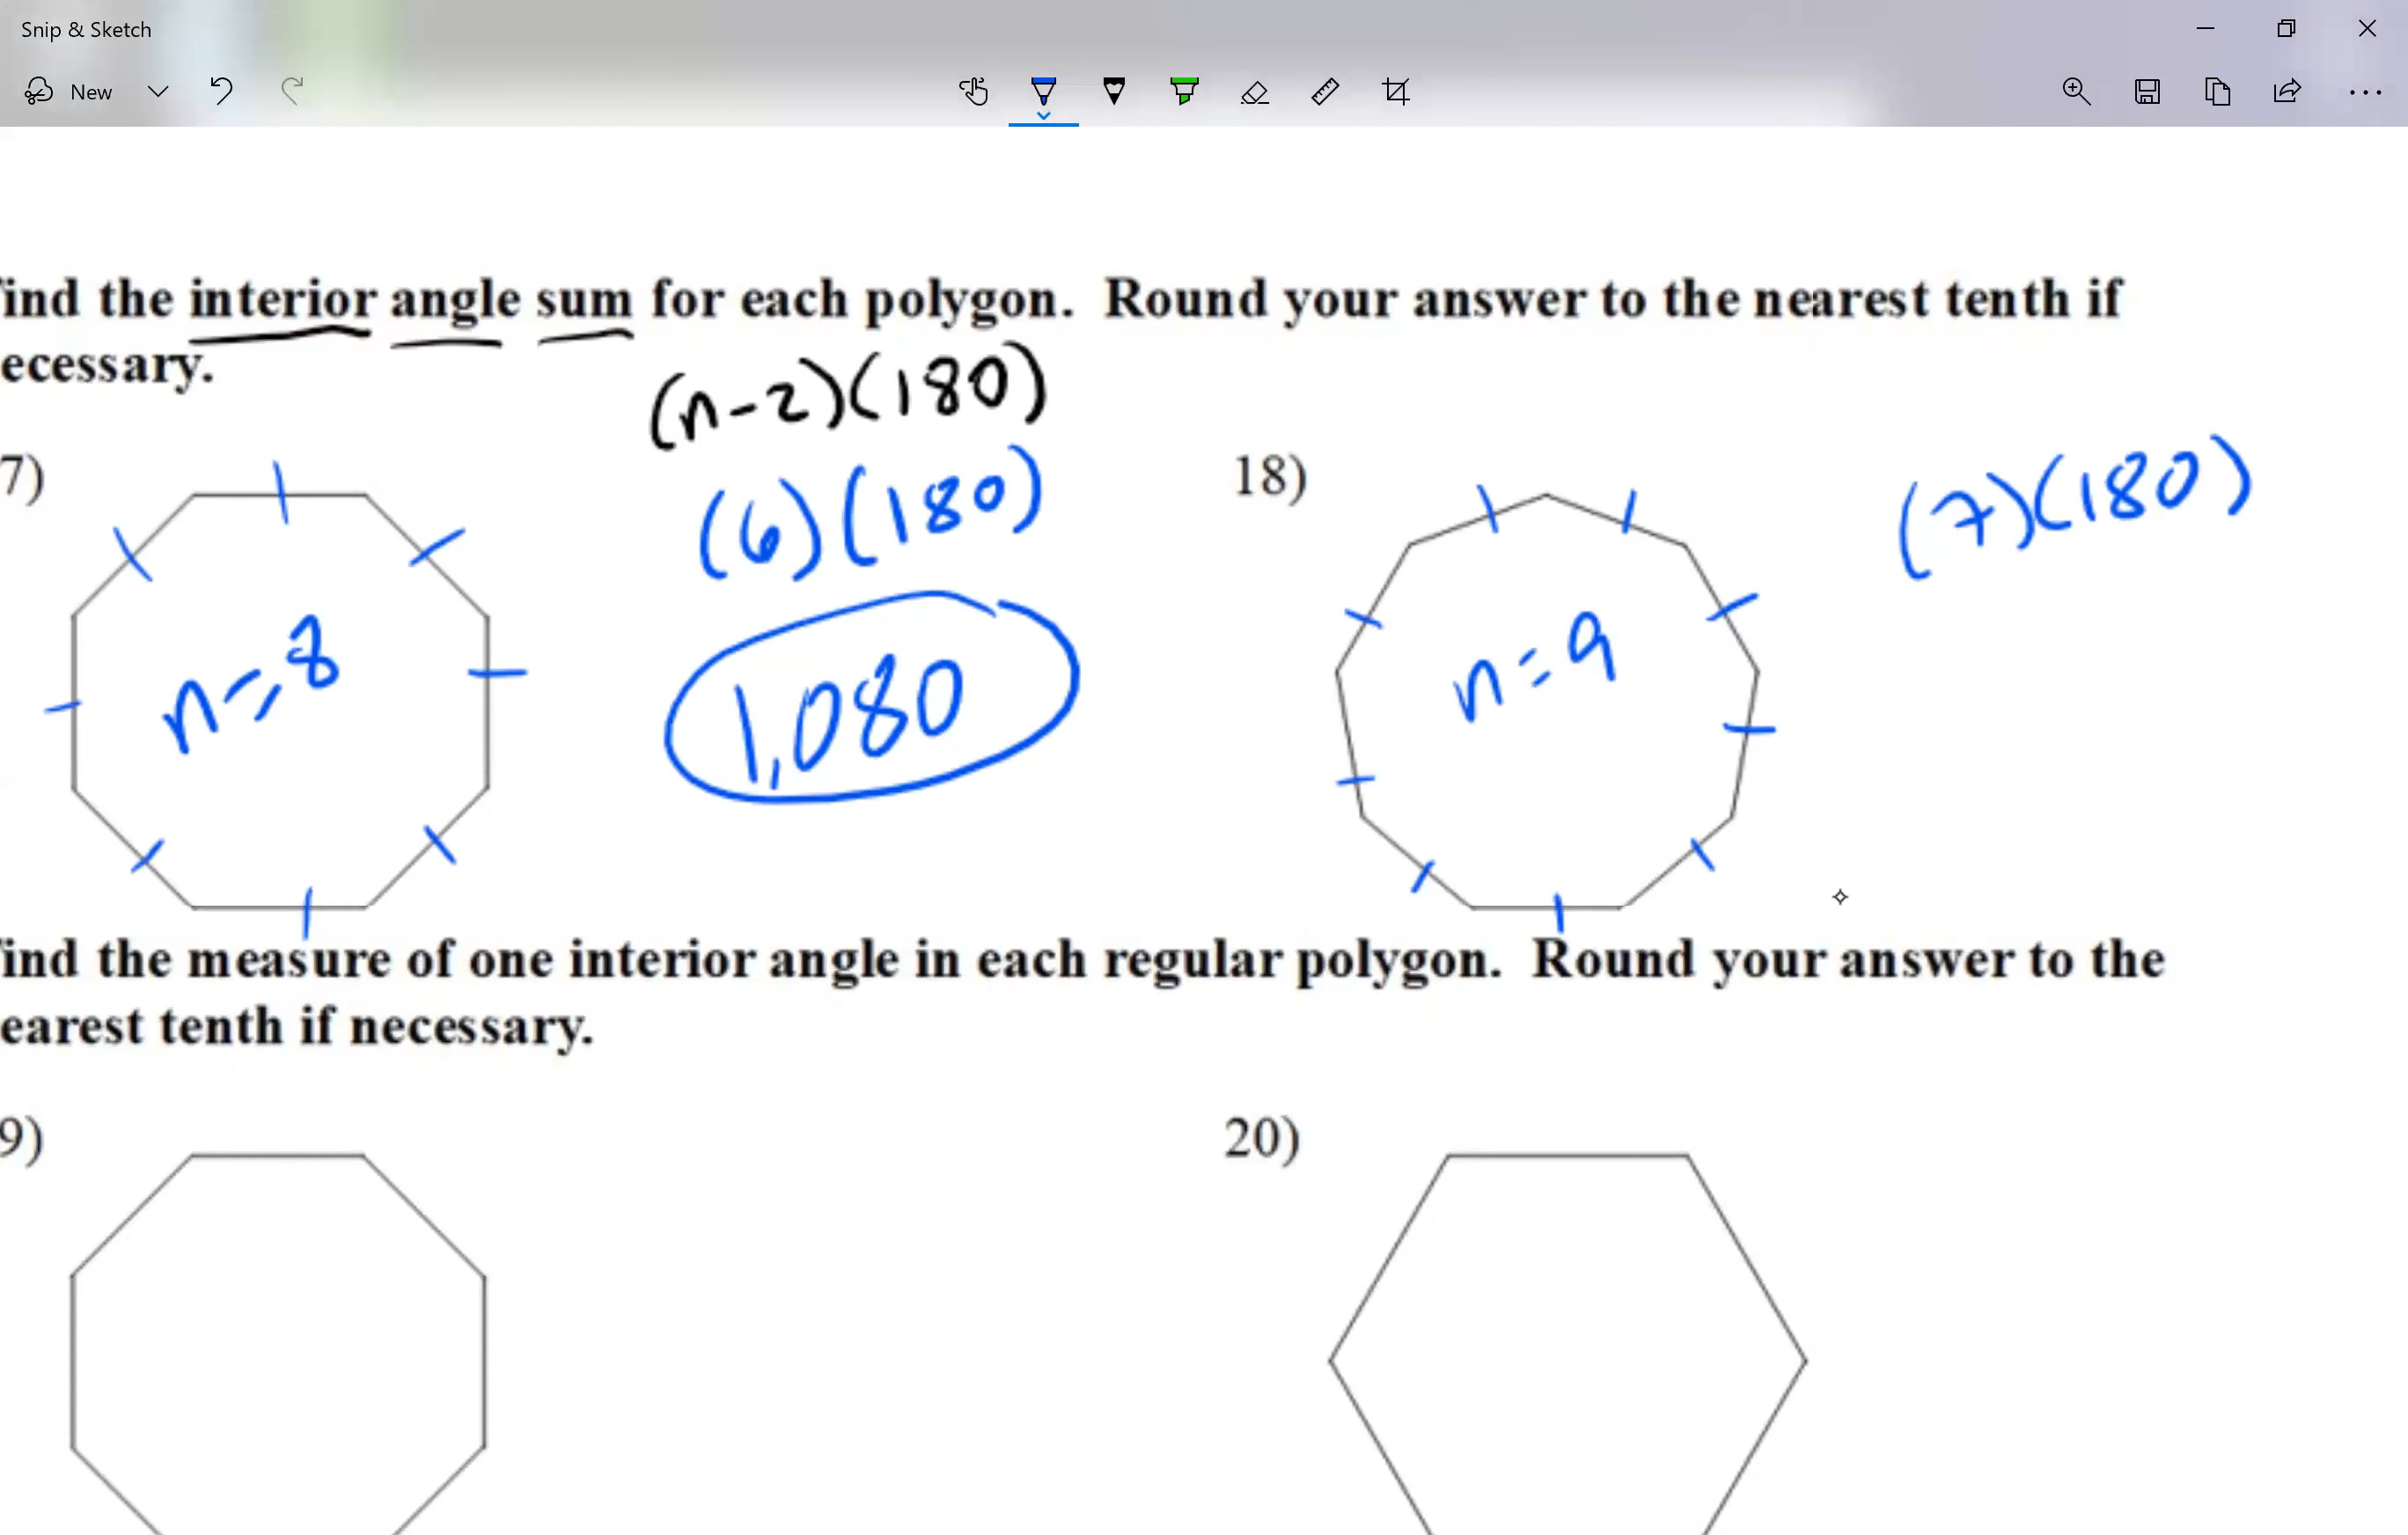 Snip & Sketch
New
ind the interior angle sum for each polygon. Round your answer to the nearest tenth if
ecessary.
(n-2)(180)
7)
(6)(180)
1,080
n=8
18)
(7)(180)
n=9
ind the measure of one interior angle in each regular polygon. Round your answer to the
earest tenth if necessary.
9)
20)